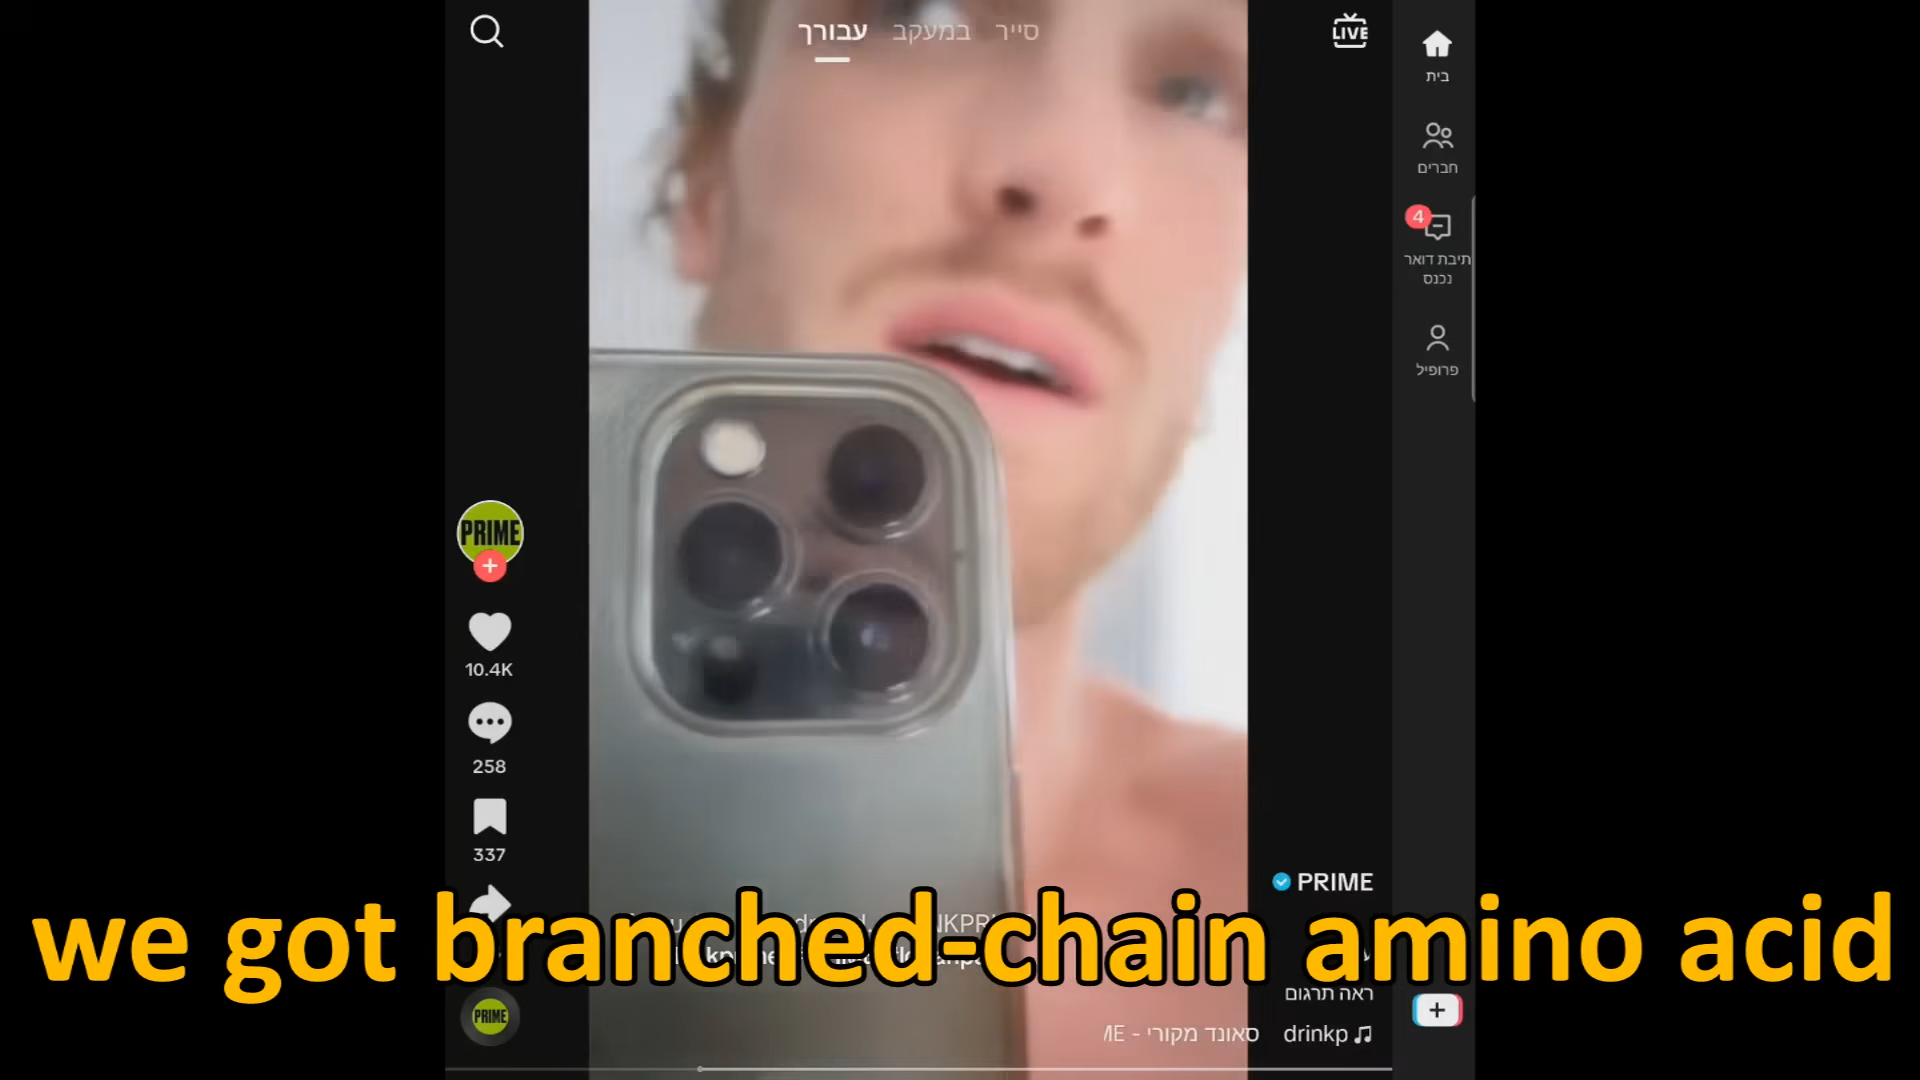 עבורך במעקב סייר
LIVE
בית
חברים
4
תיבת דואר
נכנס
פרופיל
PRIME
10.4K
258
337
PRIME
we got branched-chain amino acid
ראה תרגום
drinkp סאונד מקורי -
PRIME